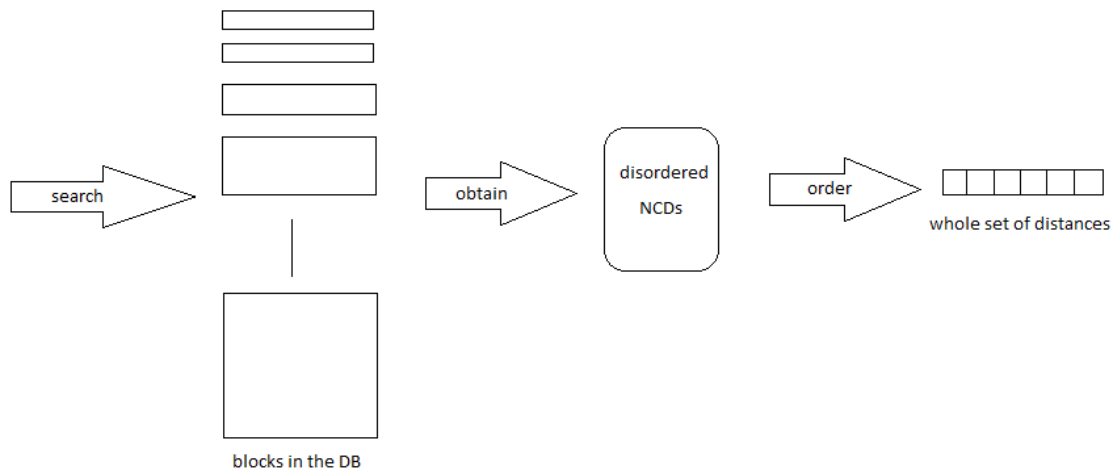 search
blocks in the DB
obtain
disordered
NCDs
order
whole set of distances